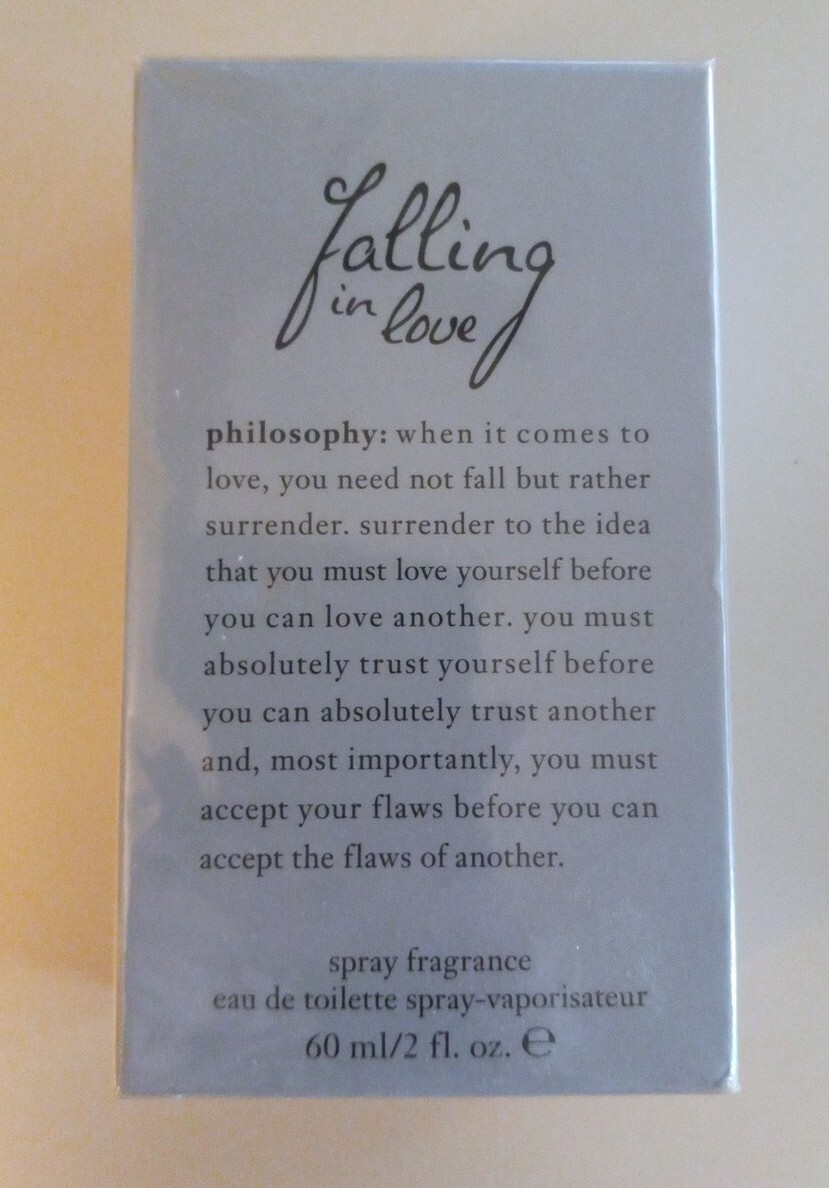 falling
in love
philosophy: when it comes to
love, you need not fall but rather
surrender. surrender to the idea
that you must love yourself before
you can love another. you must
absolutely trust yourself before
you can absolutely trust another
and, most importantly, you must
accept your flaws before you can
accept the flaws of another.
spray fragrance
eau de toilette spray-vaporisateur
60 ml/2 fl. oz. ℮